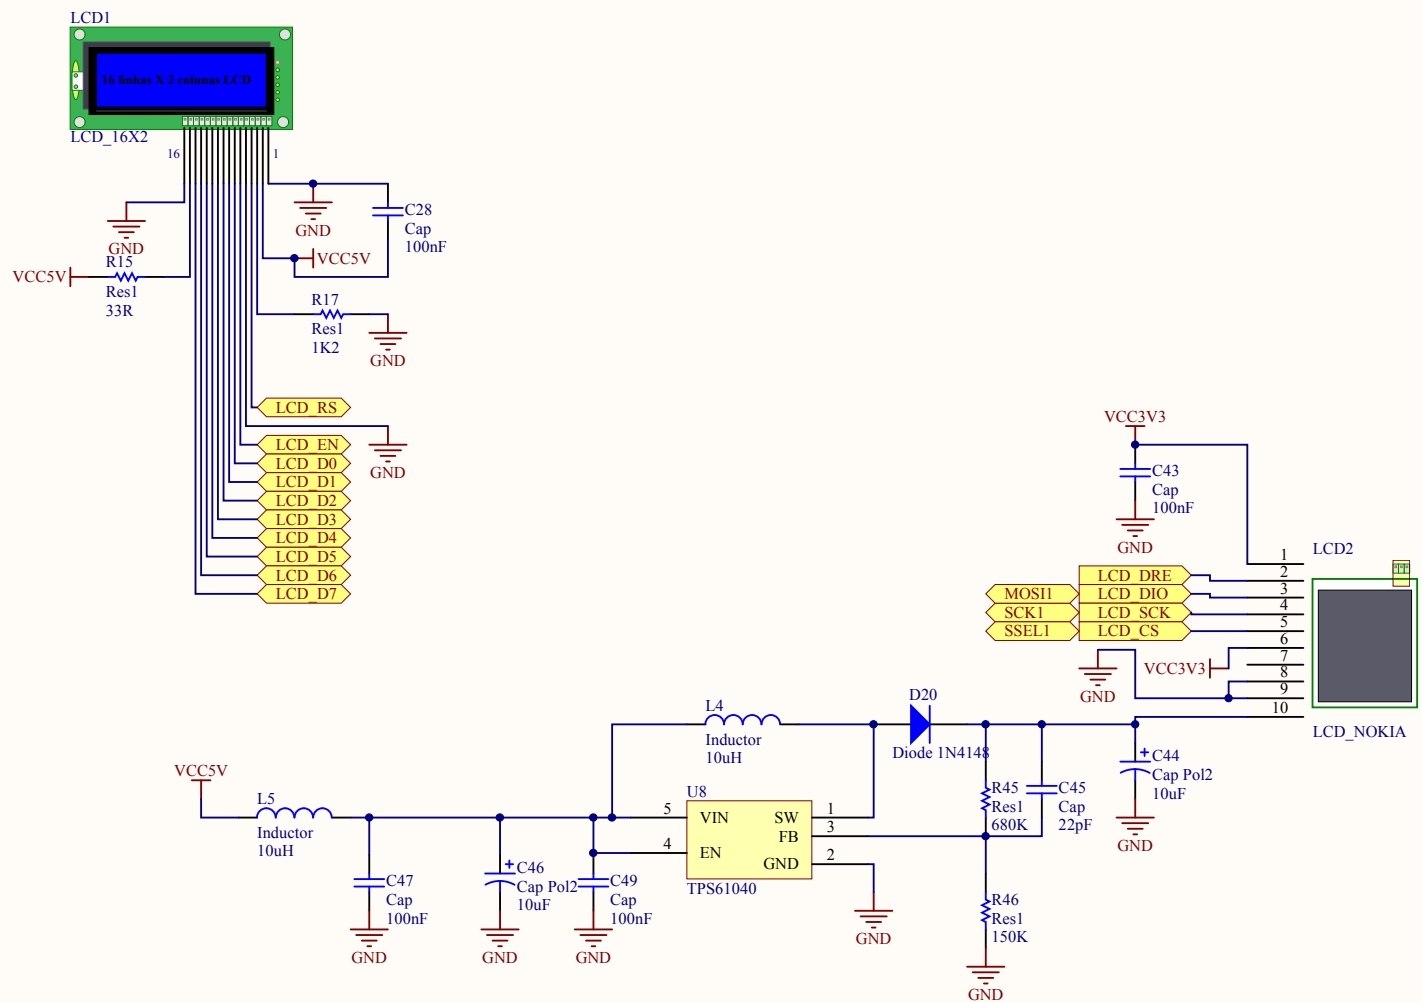 LCD1
16 linhas X 2 colunas LCD
LCD_16X2
16
1
GND
C28
Cap
100nF
GND
VCC5V
R15
VCC5V
Res1
33R
R17
Res1
1K2
GND
LCD_RS
LCD_EN
LCD_D0
LCD_D1
LCD_D2
LCD_D3
LCD_D4
LCD_D5
LCD_D6
LCD_D7
GND
VCC3V3
C43
Cap
100nF
GND
LCD2
1
2
3
4
5
6
7
8
9
10
LCD_DRE
MOSI1
LCD_DIO
SCK1
LCD_SCK
SSEL1
LCD_CS
VCC3V3
GND
LCD_NOKIA
VCC5V
L5
Inductor
10uH
L4
Inductor
10uH
D20
Diode 1N4148
C44
Cap Pol2
10uF
GND
R45
Res1
680K
C45
Cap
22pF
U8
5
VIN
SW
1
FB
3
4
EN
GND
2
TPS61040
C47
Cap
100nF
GND
C46
Cap Pol2
10uF
GND
C49
Cap
100nF
GND
GND
R46
Res1
150K
GND